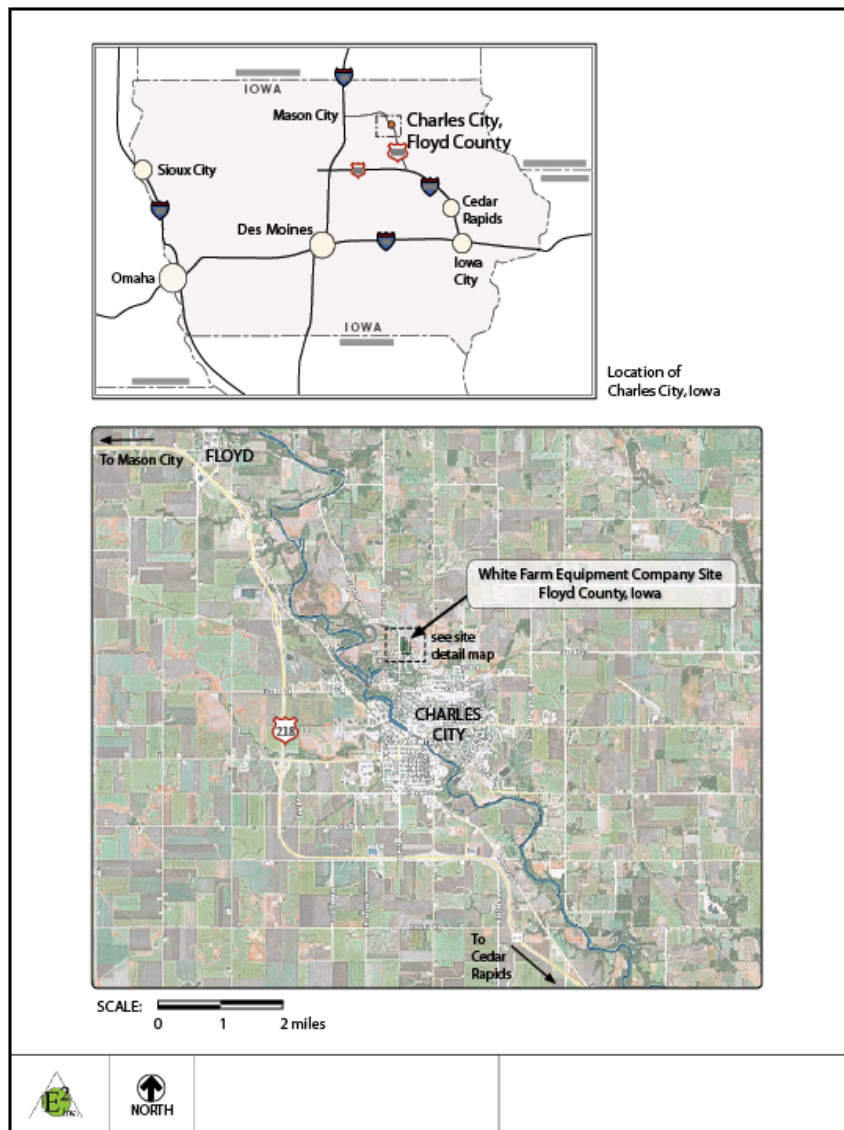 IOWA
Mason City
Charles City,
Floyd County
Sioux City
Cedar
Rapids
Des Moines
Iowa
City
Omaha
IOWA
Location of
Charles City, Iowa
To Mason City
FLOYD
White Farm Equipment Company Site
Floyd County, Iowa
see site
detail map
CHARLES
CITY
218
To
Cedar
Rapids
SCALE:
0 1 2 miles
E2
Inc.
NORTH